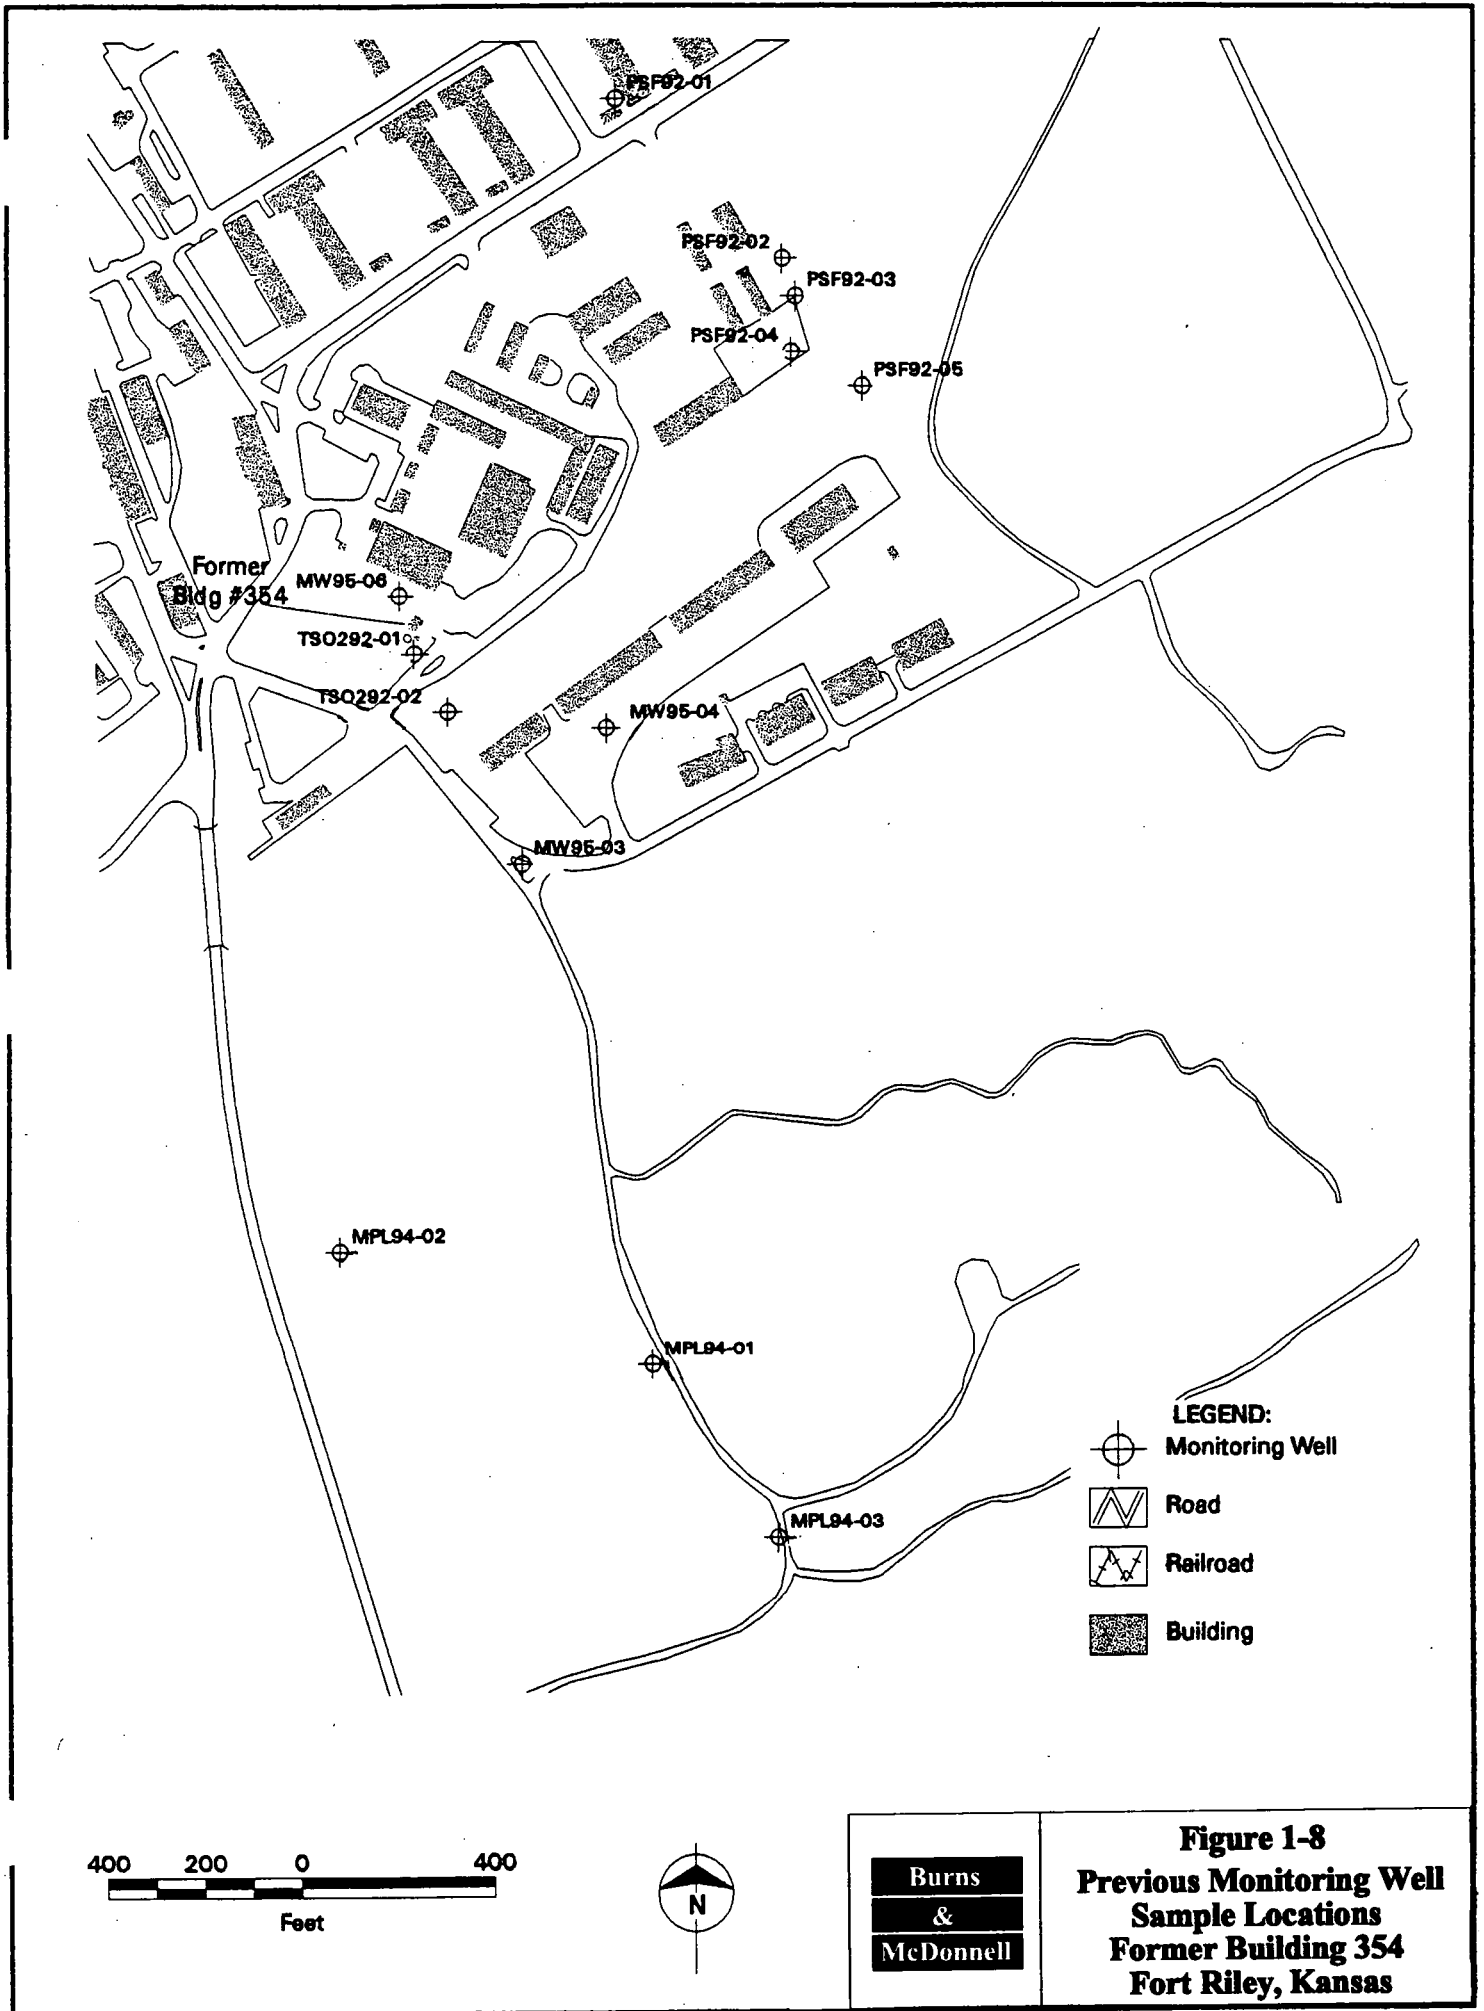 PSF92-01
PSF92-02
PSF92-03
PSF92-04
PSF92-05
Former
Bldg #354
MW95-06
TSO292-01
TSO292-02
MW95-04
MW95-03
MPL94-02
MPL94-01
MPL94-03
LEGEND:
Monitoring Well
Road
Railroad
Building
400 200 0 400
Feet
N
Burns
&
McDonnell
Figure 1-8
Previous Monitoring Well
Sample Locations
Former Building 354
Fort Riley, Kansas